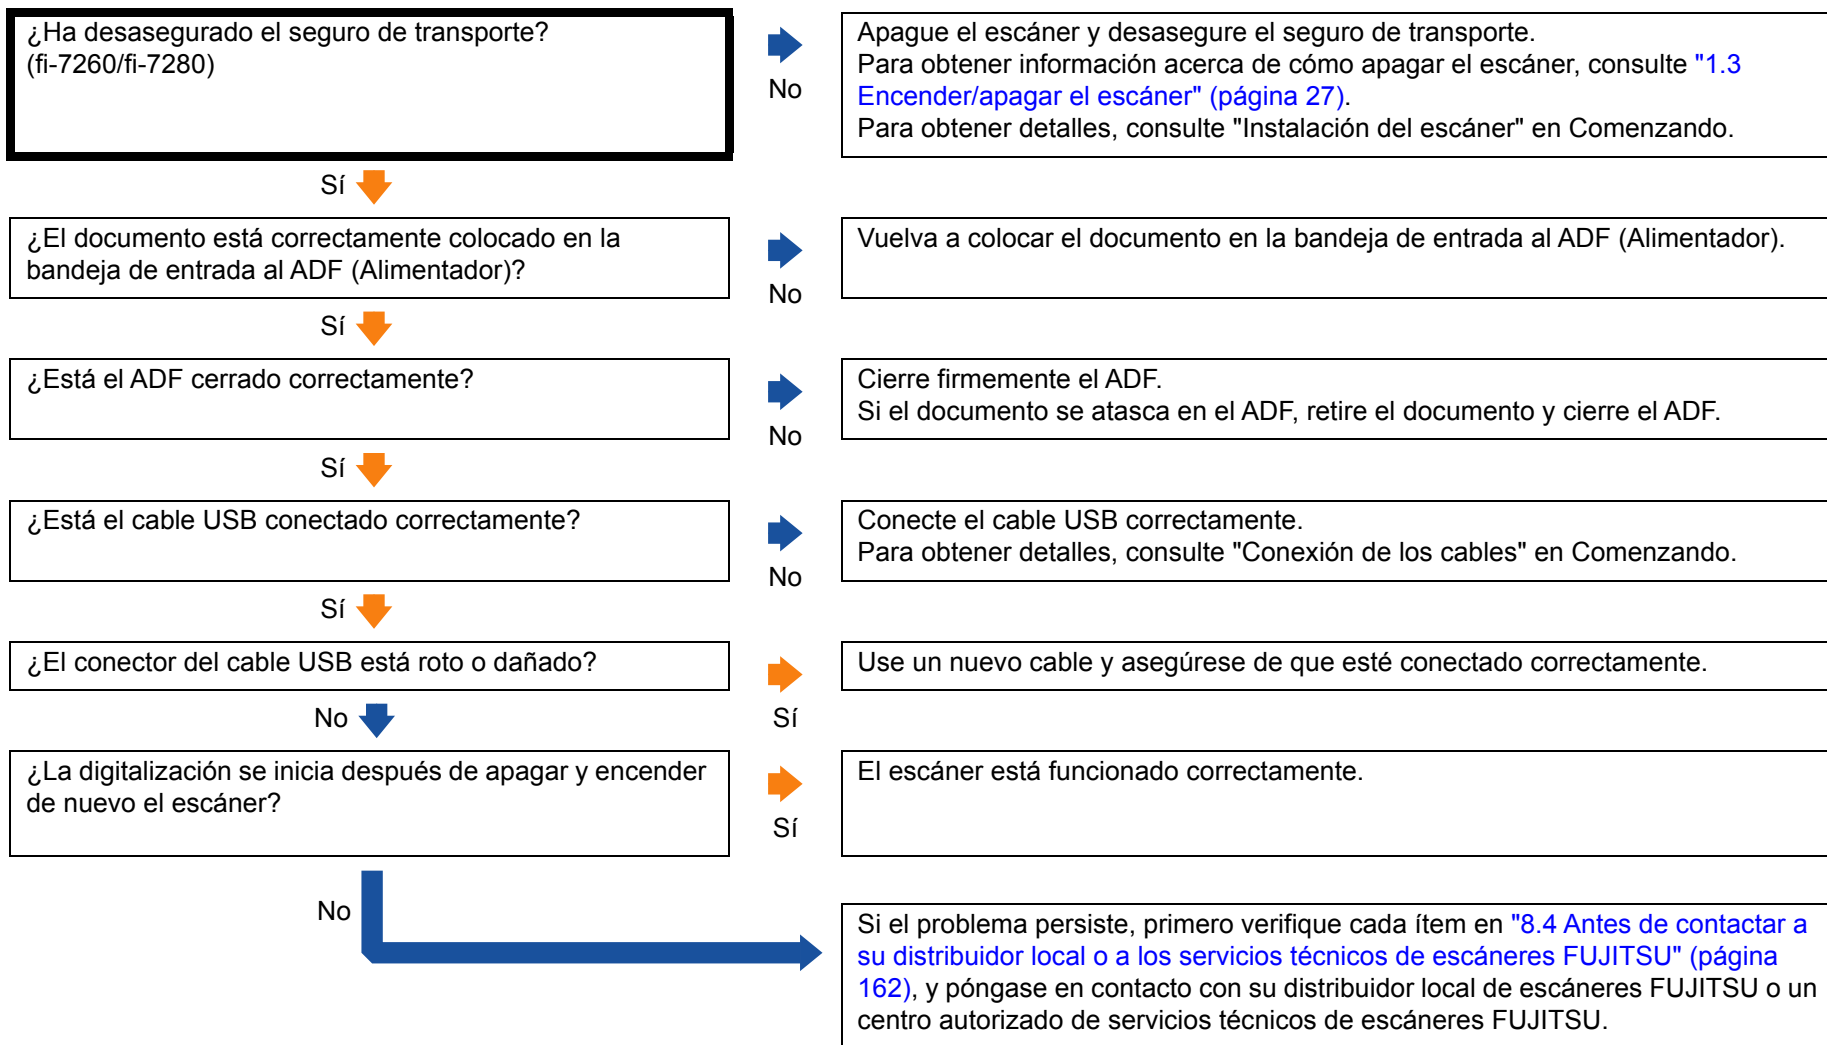 ¿Ha desasegurado el seguro de transporte?
(fi-7260/fi-7280)
No
Apague el escáner y desasegure el seguro de transporte.
Para obtener información acerca de cómo apagar el escáner, consulte "1.3
Encender/apagar el escáner" (página 27).
Para obtener detalles, consulte "Instalación del escáner" en Comenzando.
Sí
¿El documento está correctamente colocado en la
bandeja de entrada al ADF (Alimentador)?
No
Vuelva a colocar el documento en la bandeja de entrada al ADF (Alimentador).
Sí
¿Está el ADF cerrado correctamente?
No
Cierre firmemente el ADF.
Si el documento se atasca en el ADF, retire el documento y cierre el ADF.
Sí
¿Está el cable USB conectado correctamente?
No
Conecte el cable USB correctamente.
Para obtener detalles, consulte "Conexión de los cables" en Comenzando.
Sí
¿El conector del cable USB está roto o dañado?
Sí
Use un nuevo cable y asegúrese de que esté conectado correctamente.
No
¿La digitalización se inicia después de apagar y encender
de nuevo el escáner?
Sí
El escáner está funcionado correctamente.
No
Si el problema persiste, primero verifique cada ítem en "8.4 Antes de contactar a
su distribuidor local o a los servicios técnicos de escáneres FUJITSU" (página
162), y póngase en contacto con su distribuidor local de escáneres FUJITSU o un
centro autorizado de servicios técnicos de escáneres FUJITSU.